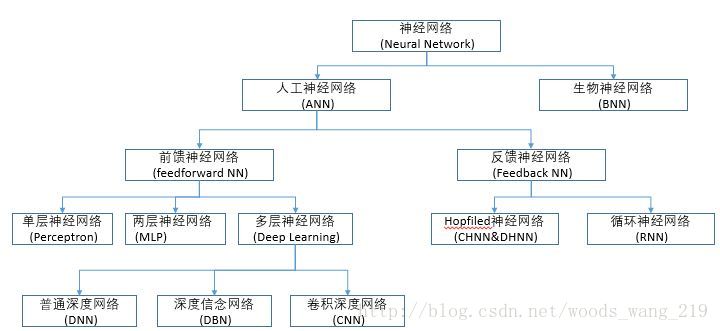 神经网络
(Neural Network)
人工神经网络
(ANN)
生物神经网络
(BNN)
前馈神经网络
(feedforward NN)
反馈神经网络
(Feedback NN)
单层神经网络
(Perceptron)
两层神经网络
(MLP)
多层神经网络
(Deep Learning)
Hopfiled神经网络
(CHNN&DHNN)
循环神经网络
(RNN)
普通深度网络
(DNN)
深度信念网络
(DBN)
卷积深度网络
(CNN)
http://blog.csdn.net/woods_wang_219